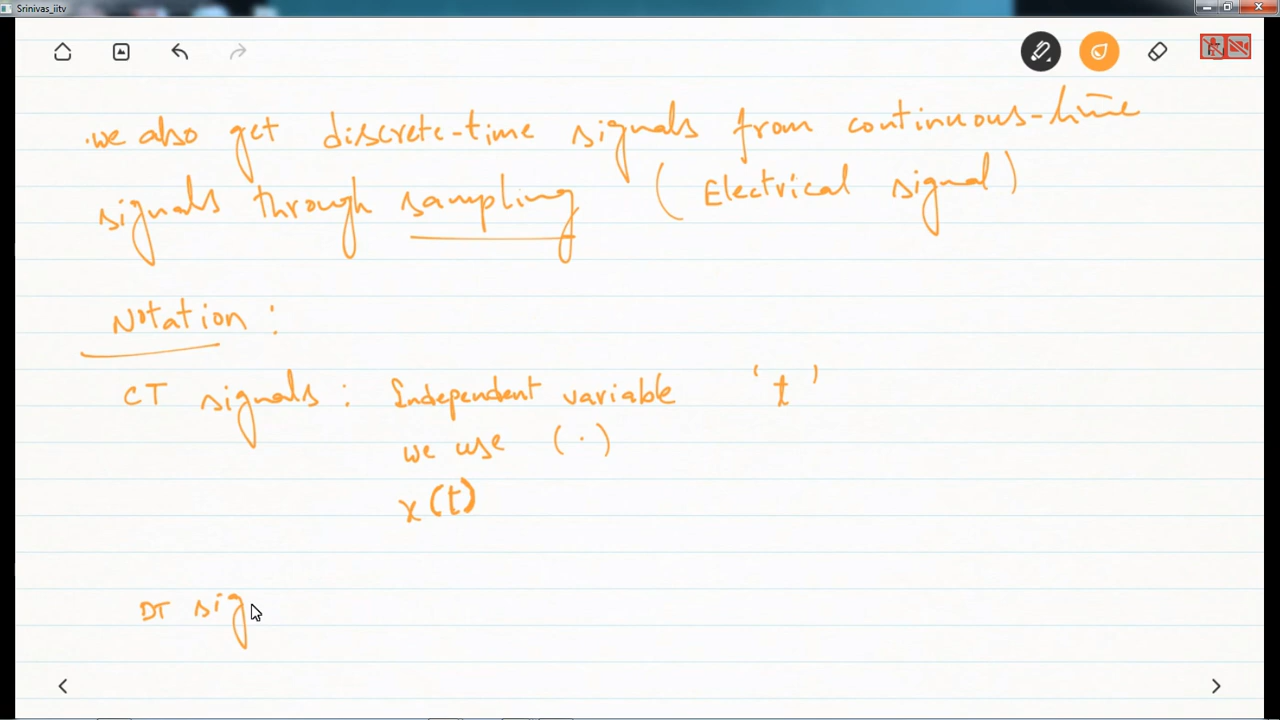 Srinivas_iitv
we also get discrete-time signals from continuous-time
signals through sampling (Electrical signal)
Notation :
CT signals : Independent variable 't'
we use (·)
x(t)
DT sig